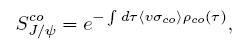 $S^{co}_{J/\psi} = e^{-\int d\tau \langle v\sigma_{co} \rangle \rho_{co}(\tau)},$